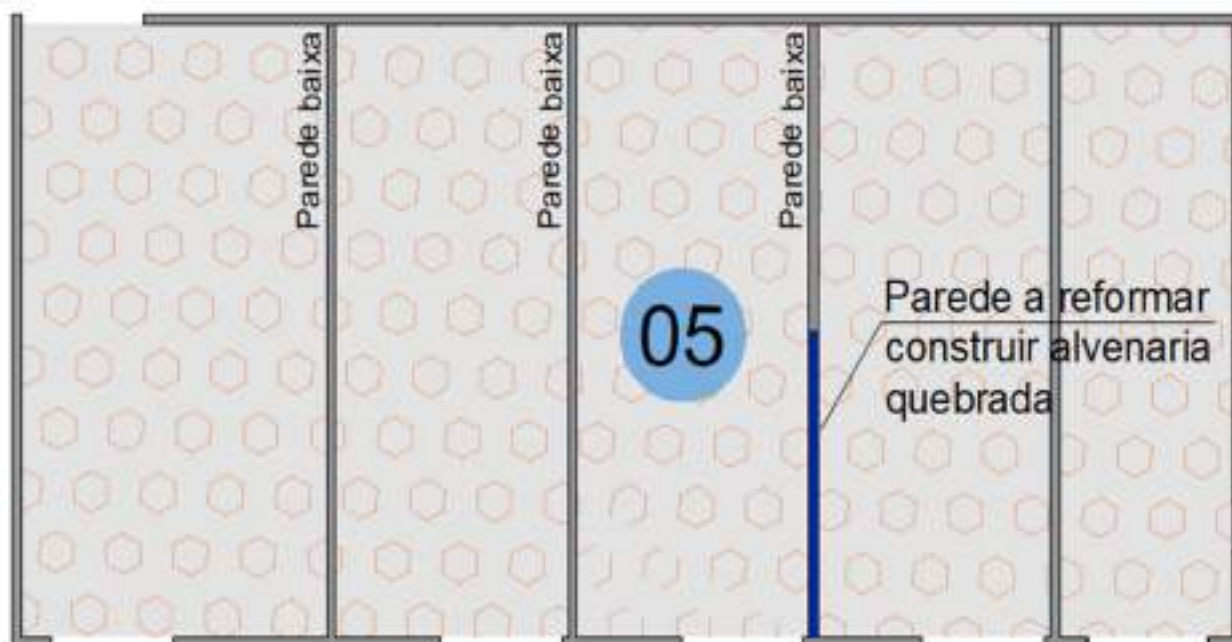 Parede baixa
Parede baixa
Parede baixa
05
Parede a reformar
construir alvenaria
quebrada